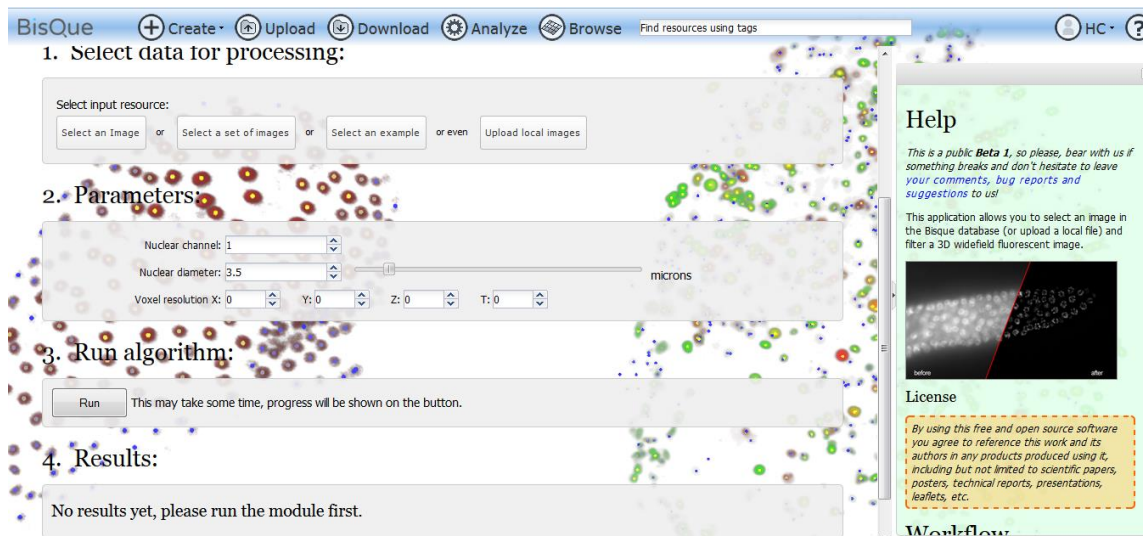 BisQue Create Upload Download Analyze Browse Find resources using tags HC ?
1. Select data for processing:
Select input resource:
Select an Image or Select a set of images or Select an example or even Upload local images
2. Parameters:
Nuclear channel: 1
Nuclear diameter: 3.5 microns
Voxel resolution X: 0 Y: 0 Z: 0 T: 0
3. Run algorithm:
Run This may take some time, progress will be shown on the button.
4. Results:
No results yet, please run the module first.
Help
This is a public Beta 1, so please, bear with us if
something breaks and don't hesitate to leave
your comments, bug reports and
suggestions to us!
This application allows you to select an image in
the Bisque database (or upload a local file) and
filter a 3D widefield fluorescent image.
before after
License
By using this free and open source software
you agree to reference this work and its
authors in any products produced using it,
including but not limited to scientific papers,
posters, technical reports, presentations,
leaflets, etc.
Workflow